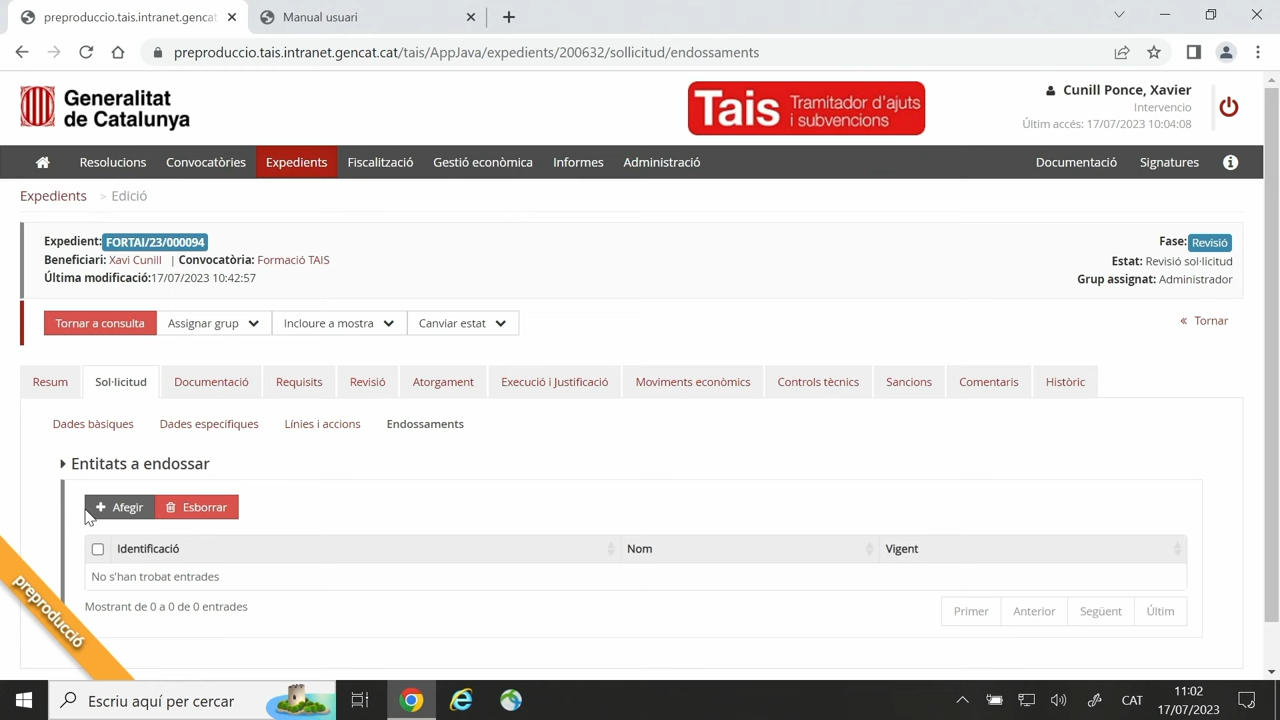 preproduccio.tais.intranet.gencat
Manual usuari
preproduccio.tais.intranet.gencat.cat/tais/AppJava/expedients/200632/sollicitud/endossaments
Generalitat
de Catalunya
Tais Tramitador d'ajuts
i subvencions
Cunill Ponce, Xavier
Intervencio
Últim accés: 17/07/2023 10:04:08
Resolucions Convocatòries Expedients Fiscalització Gestió econòmica Informes Administració Documentació Signatures
Expedients > Edició
Expedient: FORTAI/23/000094
Fase: Revisió
Beneficiari: Xavi Cunill | Convocatòria: Formació TAIS
Estat: Revisió sol·licitud
Última modificació:17/07/2023 10:42:57
Grup assignat: Administrador
Tornar a consulta Assignar grup Incloure a mostra Canviar estat « Tornar
Resum Sol·licitud Documentació Requisits Revisió Atorgament Execució i Justificació Moviments econòmics Controls tècnics Sancions Comentaris Històric
Dades bàsiques Dades específiques Línies i accions Endossaments
Entitats a endossar
+ Afegir Esborrar
Identificació Nom Vigent
No s'han trobat entrades
Mostrant de 0 a 0 de 0 entrades
Primer Anterior Següent Últim
preproducció
Escriu aquí per cercar
CAT
11:02
17/07/2023